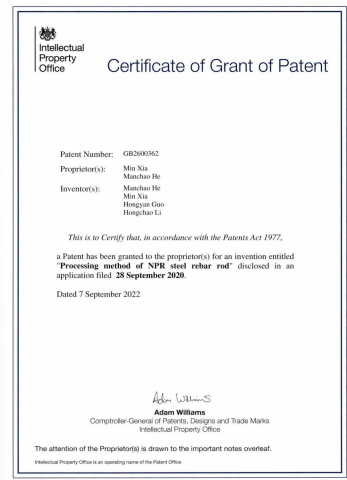 Intellectual
Property
Office
Certificate of Grant of Patent
Patent Number: GB2600362
Proprietor(s): Min Xia
Manchao He
Inventor(s): Manchao He
Min Xia
Hongyan Guo
Hongchao Li
This is to Certify that, in accordance with the Patents Act 1977,
a Patent has been granted to the proprietor(s) for an invention entitled
"Processing method of NPR steel rebar rod" disclosed in an
application filed 28 September 2020.
Dated 7 September 2022
Adam Williams
Adam Williams
Comptroller-General of Patents, Designs and Trade Marks
Intellectual Property Office
The attention of the Proprietor(s) is drawn to the important notes overleaf.
Intellectual Property Office is an operating name of the Patent Office